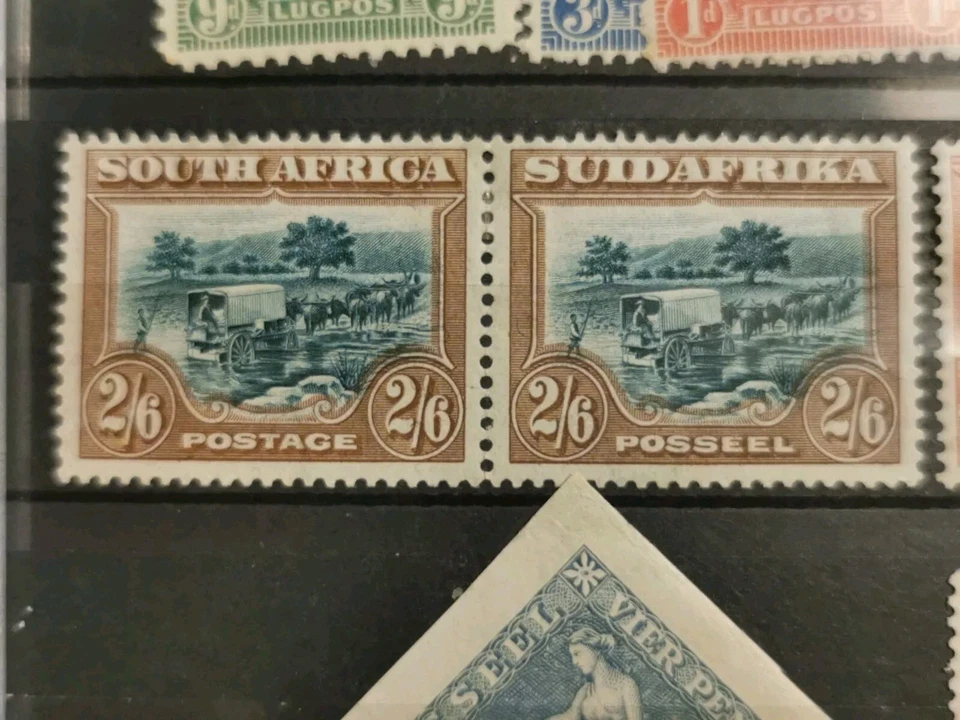 9d LUGPOS 9d
3d
1d LUGPOS 1
SOUTH AFRICA
2/6 POSTAGE 2/6
SUIDAFRIKA
2/6 POSSEEL 2/6
SEEL VIER PE